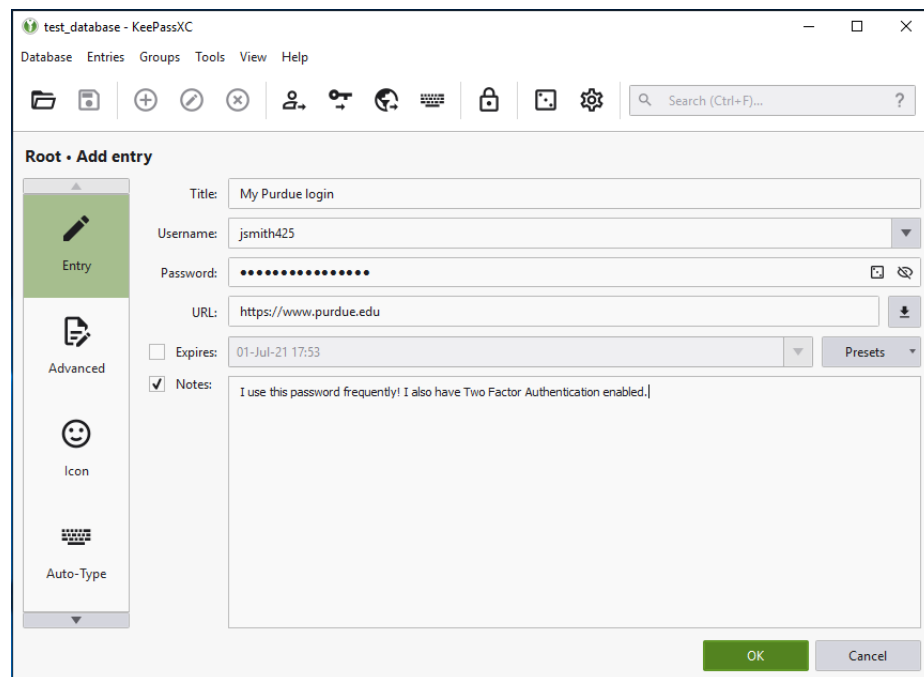 test_database - KeePassXC
Database Entries Groups Tools View Help
Search (Ctrl+F)... ?
Root • Add entry
Title: My Purdue login
Username: jsmith425
Entry
Password: ••••••••••••••••
URL: https://www.purdue.edu
Expires: 01-Jul-21 17:53 Presets
Advanced
Notes: I use this password frequently! I also have Two Factor Authentication enabled.
Icon
Auto-Type
OK Cancel